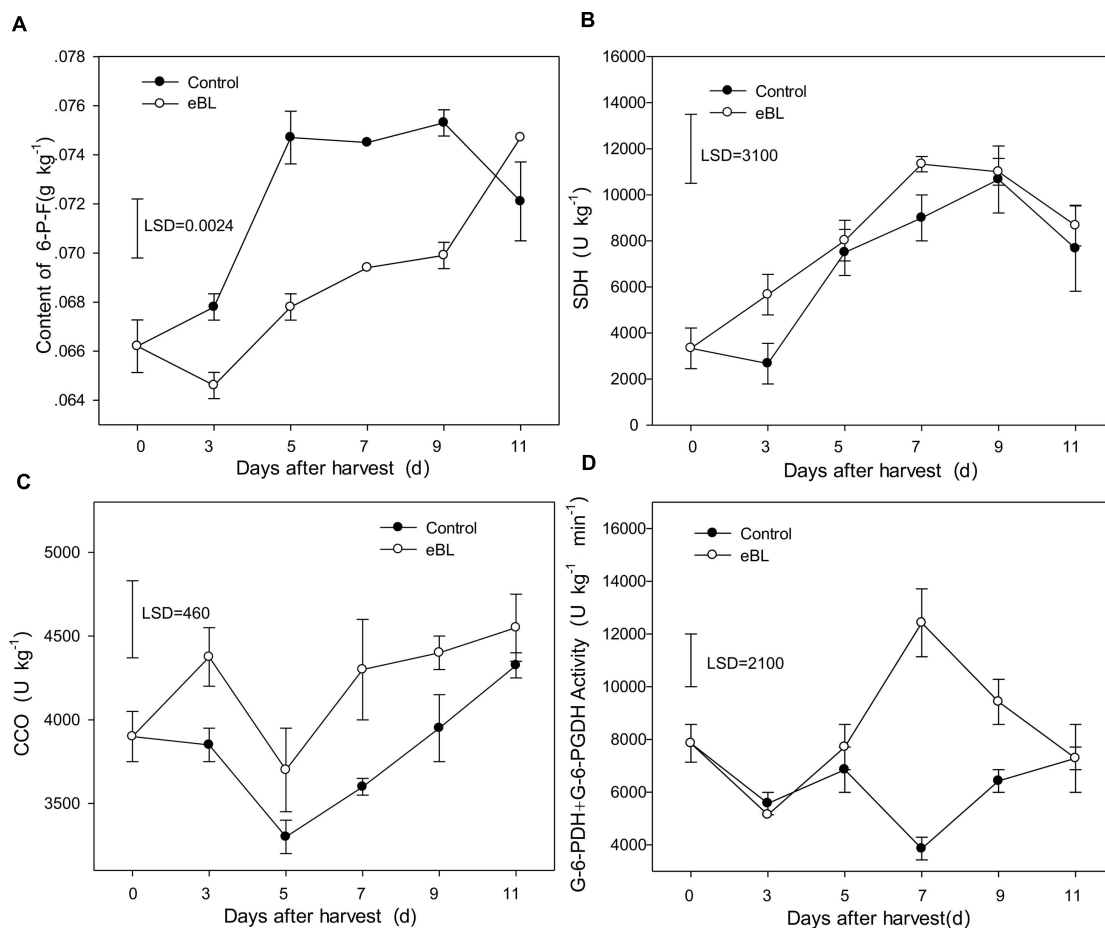 A
Content of 6-P-F(g kg⁻¹)
.078
.076
.074
.072
.070
.068
.066
.064
Control
eBL
LSD=0.0024
0 3 5 7 9 11
Days after harvest (d)
B
SDH (U kg⁻¹)
16000
14000
12000
10000
8000
6000
4000
2000
0
Control
eBL
LSD=3100
0 3 5 7 9 11
Days after harvest (d)
C
CCO (U kg⁻¹)
5000
4500
4000
3500
Control
eBL
LSD=460
0 3 5 7 9 11
Days after harvest (d)
D
G-6-PDH+G-6-PGDH Activity (U kg⁻¹ min⁻¹)
16000
14000
12000
10000
8000
6000
4000
Control
eBL
LSD=2100
0 3 5 7 9 11
Days after harvest(d)